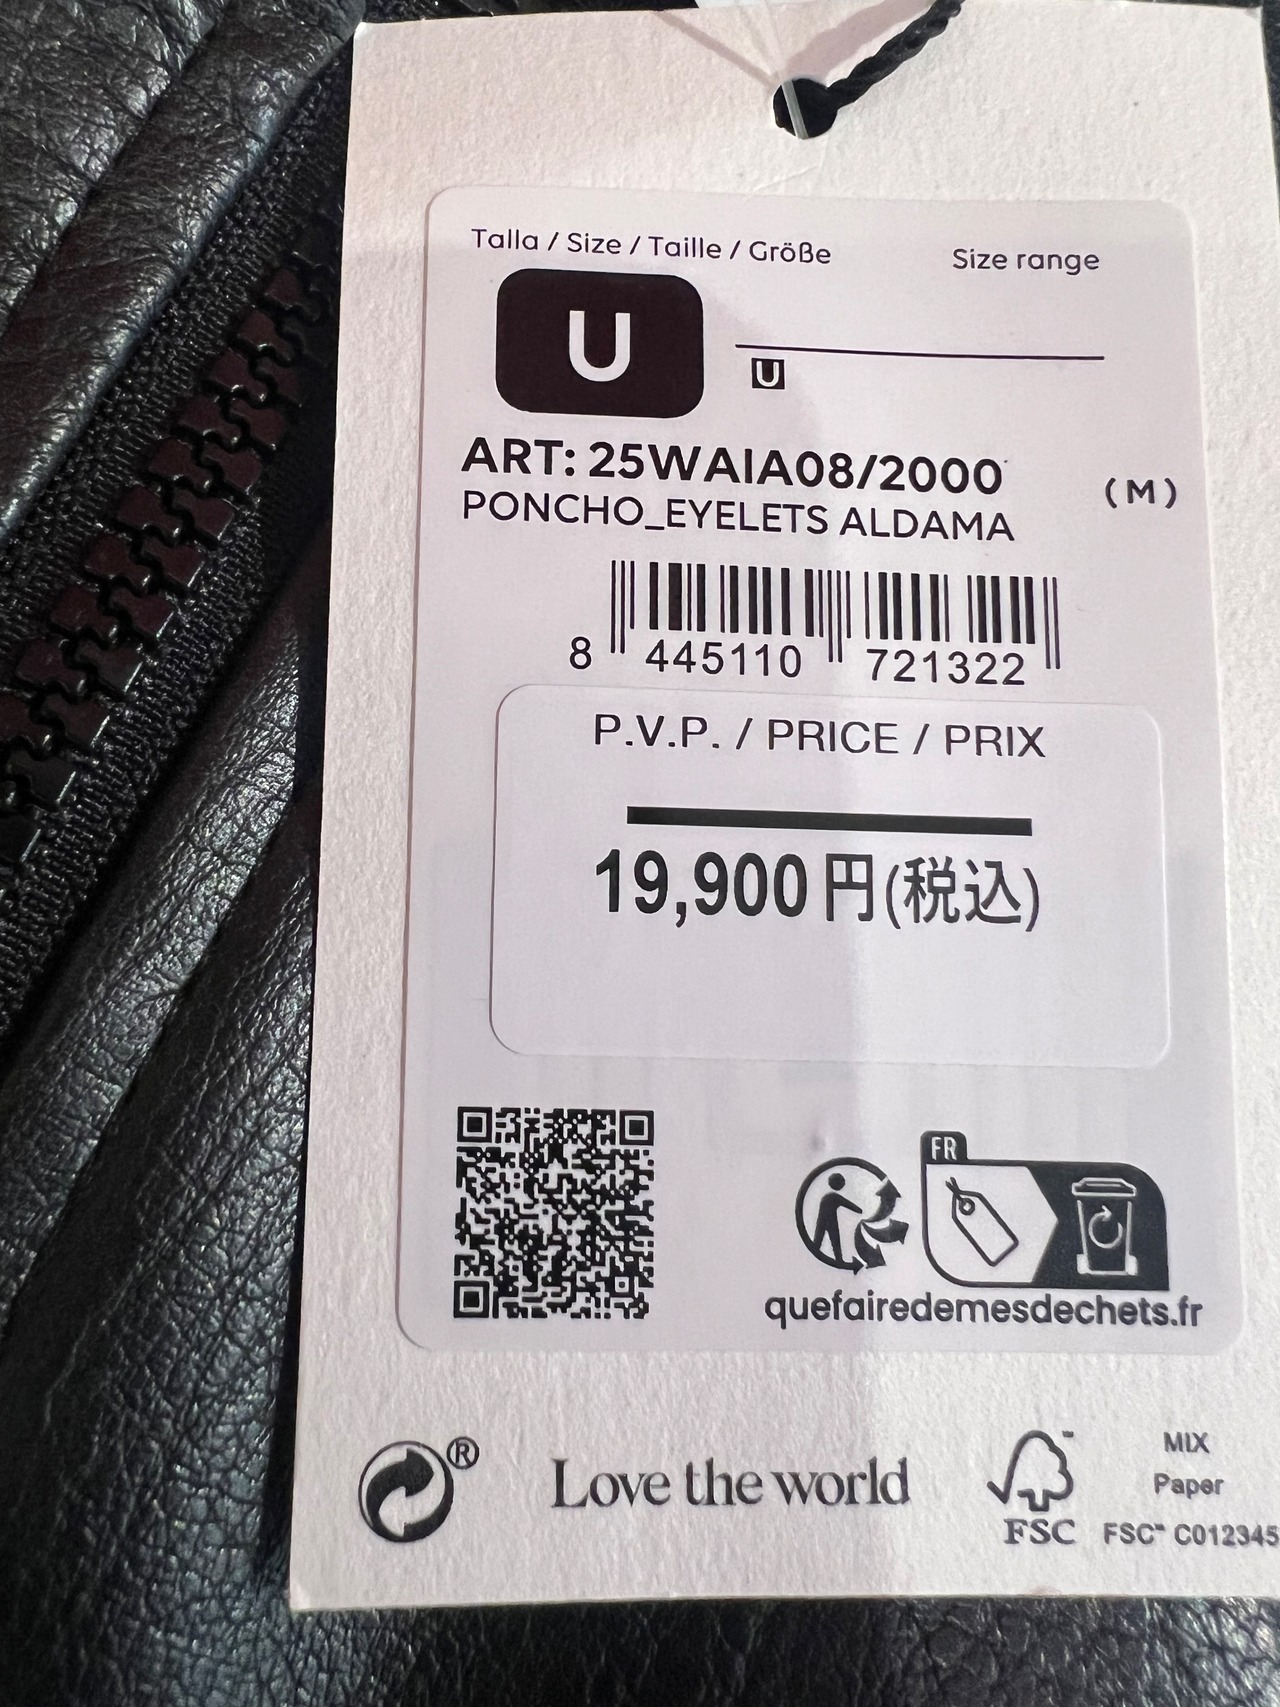 Talla / Size / Taille / Größe
Size range
U
U
ART: 25WAIA08/2000
(M)
PONCHO_EYELETS ALDAMA
8 445110 721322
P.V.P. / PRICE / PRIX
19,900円(税込)
FR
quefairedemesdechets.fr
®
Love the world
FSC
MIX
Paper
FSC™ C012345